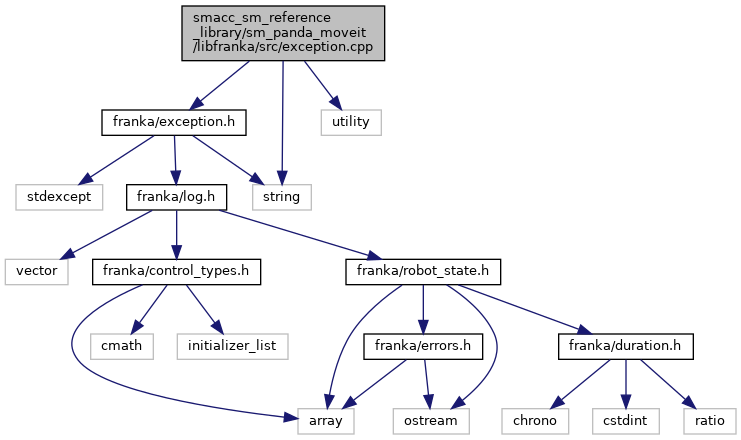 smacc_sm_reference
_library/sm_panda_moveit
/libfranka/src/exception.cpp
franka/exception.h
utility
stdexcept
franka/log.h
string
vector
franka/control_types.h
franka/robot_state.h
cmath
initializer_list
franka/errors.h
franka/duration.h
array
ostream
chrono
cstdint
ratio